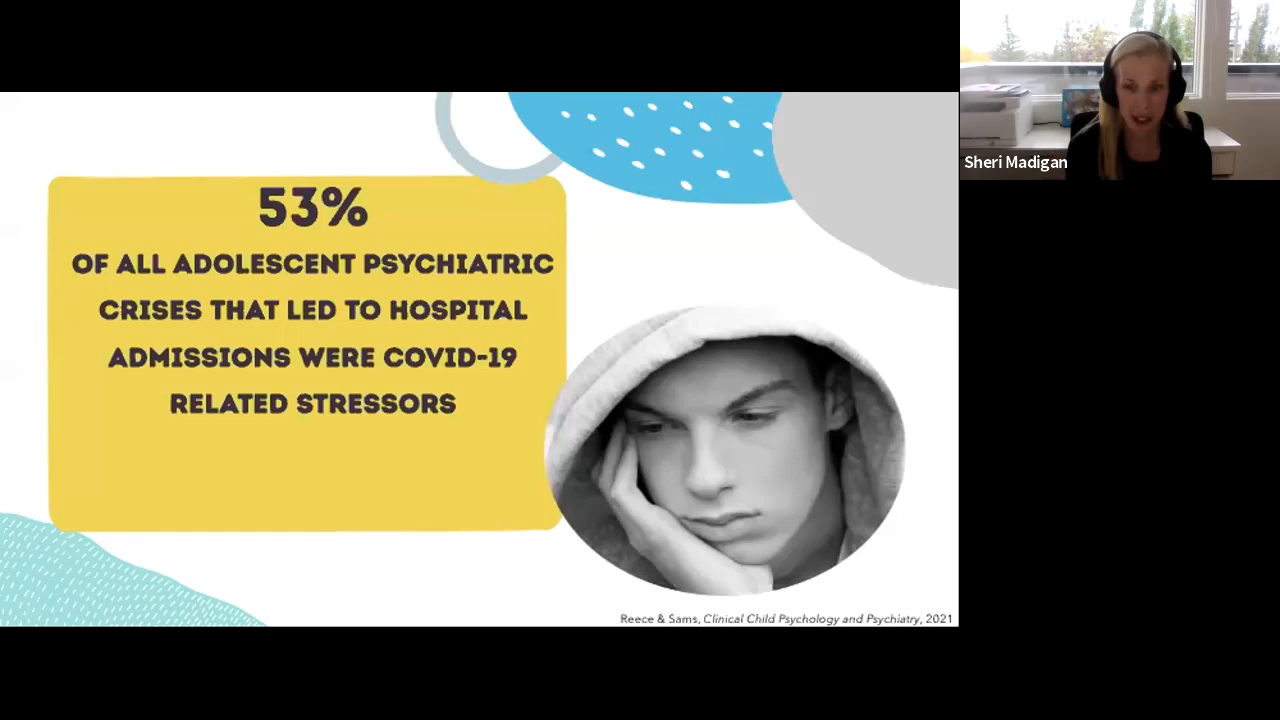 53%
OF ALL ADOLESCENT PSYCHIATRIC
CRISES THAT LED TO HOSPITAL
ADMISSIONS WERE COVID-19
RELATED STRESSORS
Reece & Sams, Clinical Child Psychology and Psychiatry, 2021
Sheri Madigan